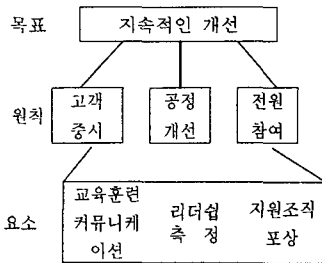 목표
지속적인 개선
원칙
고객
중시
공정
개선
전원
참여
요소
교육훈련
커뮤니케
이션
리더쉽
측 정
지원조직
포상